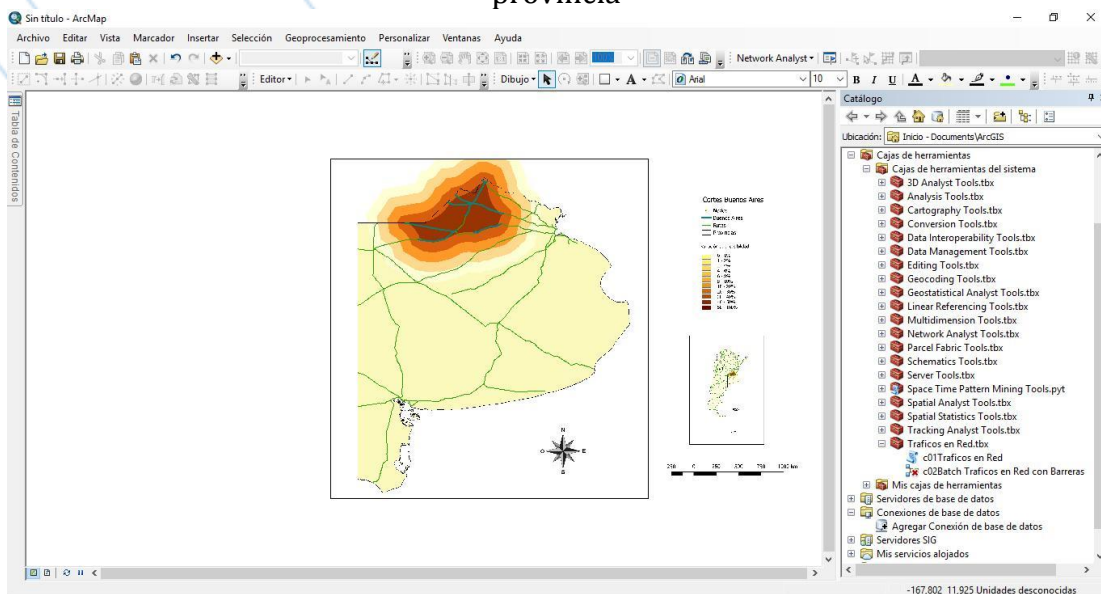 provincia
Sin título - ArcMap
Archivo Editar Vista Marcador Insertar Selección Geoprocesamiento Personalizar Ventanas Ayuda
Network Analyst
Editor Dibujo A Arial 10 B I U A
Tabla de Contenidos
Cortes Buenos Aires
Buenos Aires
Rutas
Provincias
N
O E
S
Catálogo
Ubicación: Inicio - Documents\ArcGIS
Cajas de herramientas
Cajas de herramientas del sistema
3D Analyst Tools.tbx
Analysis Tools.tbx
Cartography Tools.tbx
Conversion Tools.tbx
Data Interoperability Tools.tbx
Data Management Tools.tbx
Editing Tools.tbx
Geocoding Tools.tbx
Geostatistical Analyst Tools.tbx
Linear Referencing Tools.tbx
Multidimension Tools.tbx
Network Analyst Tools.tbx
Parcel Fabric Tools.tbx
Schematics Tools.tbx
Server Tools.tbx
Space Time Pattern Mining Tools.pyt
Spatial Analyst Tools.tbx
Spatial Statistics Tools.tbx
Tracking Analyst Tools.tbx
Traficos en Red.tbx
c01Traficos en Red
c02Batch Traficos en Red con Barreras
Mis cajas de herramientas
Servidores de base de datos
Conexiones de base de datos
Agregar Conexión de base de datos
Servidores SIG
Mis servicios alojados
-167,802 11,925 Unidades desconocidas